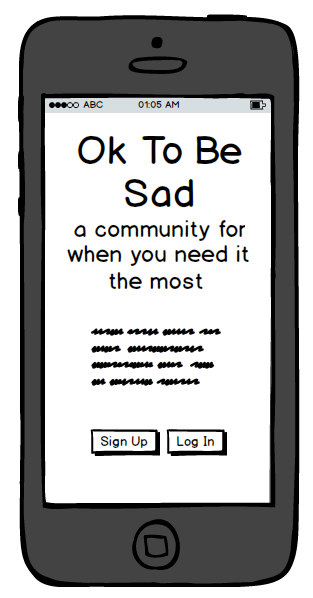 ABC 01:05 AM
Ok To Be
Sad
a community for
when you need it
the most
Sign Up Log In